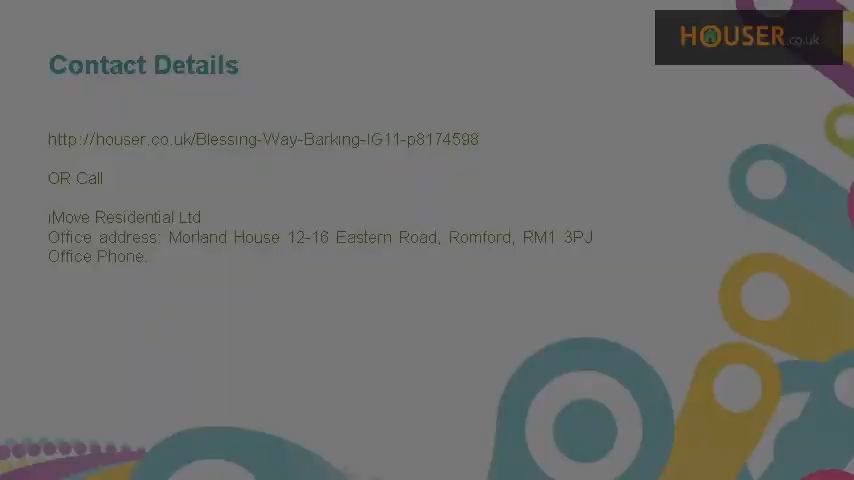 HOUSER.co.uk
Contact Details
http://houser.co.uk/Blessing-Way-Barking-IG11-p8174598
OR Call
iMove Residential Ltd
Office address: Morland House 12-16 Eastern Road, Romford, RM1 3PJ
Office Phone.